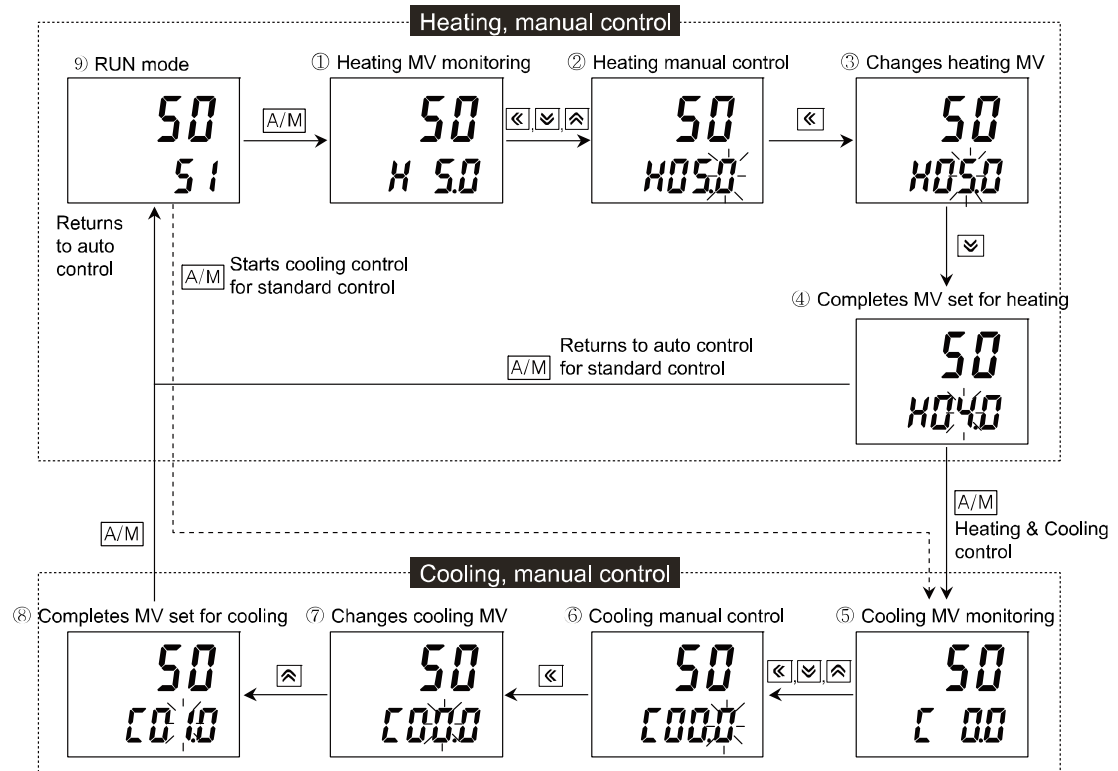 Heating, manual control
9) RUN mode
50
51
A/M
① Heating MV monitoring
50
H 5.0
«,
② Heating manual control
50
H05.0
«
③ Changes heating MV
50
H05.0
④ Completes MV set for heating
50
H04.0
Returns
to auto
control
A/M
Starts cooling control
for standard control
A/M
Returns to auto control
for standard control
A/M
Heating & Cooling
control
A/M
Cooling, manual control
⑧ Completes MV set for cooling
50
C01.0
⑦ Changes cooling MV
50
C00.0
«
⑥ Cooling manual control
50
C00.0
«,
⑤ Cooling MV monitoring
50
C 0.0